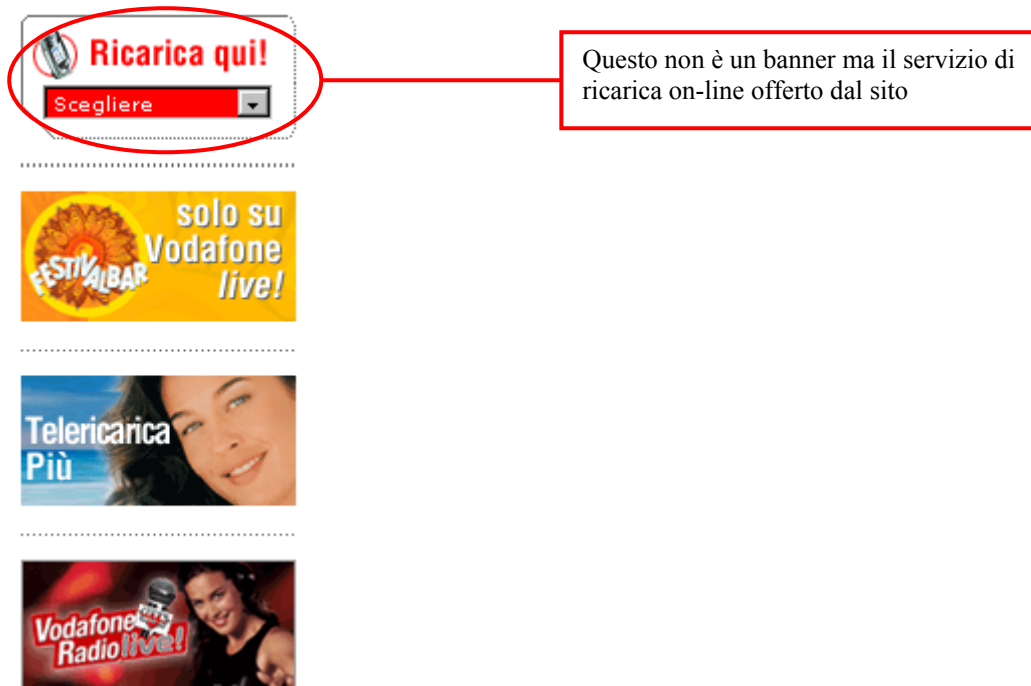 Ricarica qui!
Scegliere
Questo non è un banner ma il servizio di
ricarica on-line offerto dal sito
solo su
Vodafone
live!
FESTIVALBAR
Telericarica
Più
Vodafone
Radio live!